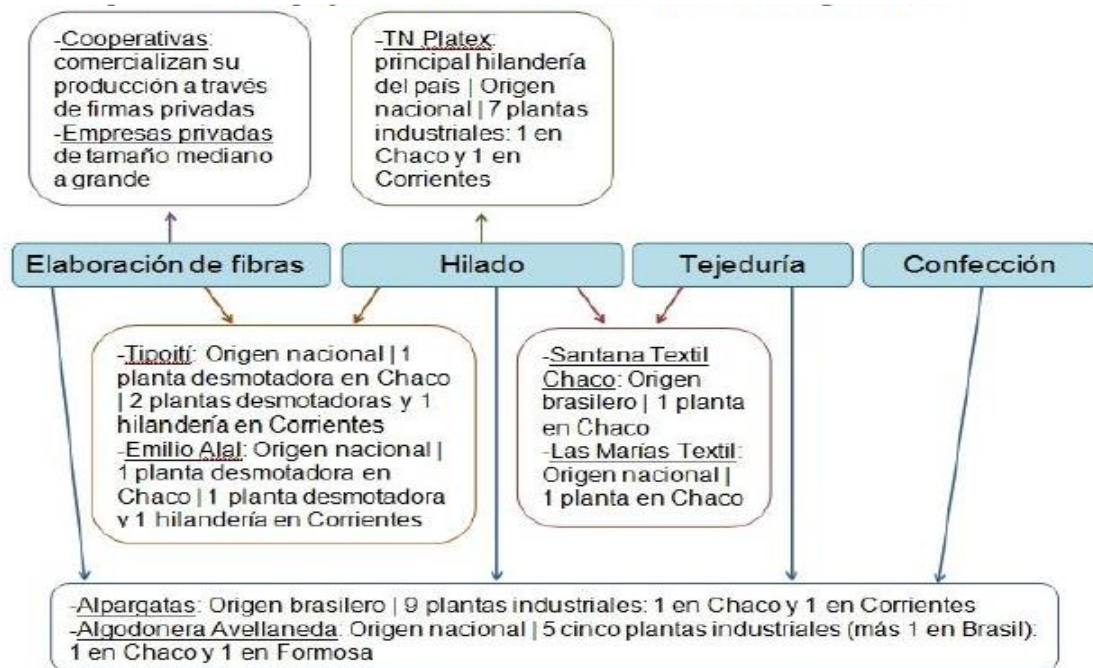 -Cooperativas:
comercializan su
producción a través
de firmas privadas
-Empresas privadas
de tamaño mediano
a grande
-TN Platex:
principal hilandería
del país | Origen
nacional | 7 plantas
industriales: 1 en
Chaco y 1 en
Corrientes
Elaboración de fibras
Hilado
Tejeduría
Confección
-Tipoití: Origen nacional | 1
planta desmotadora en Chaco
| 2 plantas desmotadoras y 1
hilandería en Corrientes
-Emilio Alal: Origen nacional |
1 planta desmotadora en
Chaco | 1 planta desmotadora
y 1 hilandería en Corrientes
-Santana Textil
Chaco: Origen
brasilero | 1 planta
en Chaco
-Las Marías Textil:
Origen nacional |
1 planta en Chaco
-Alpargatas: Origen brasilero | 9 plantas industriales: 1 en Chaco y 1 en Corrientes
-Algodonera Avellaneda: Origen nacional | 5 cinco plantas industriales (más 1 en Brasil):
1 en Chaco y 1 en Formosa